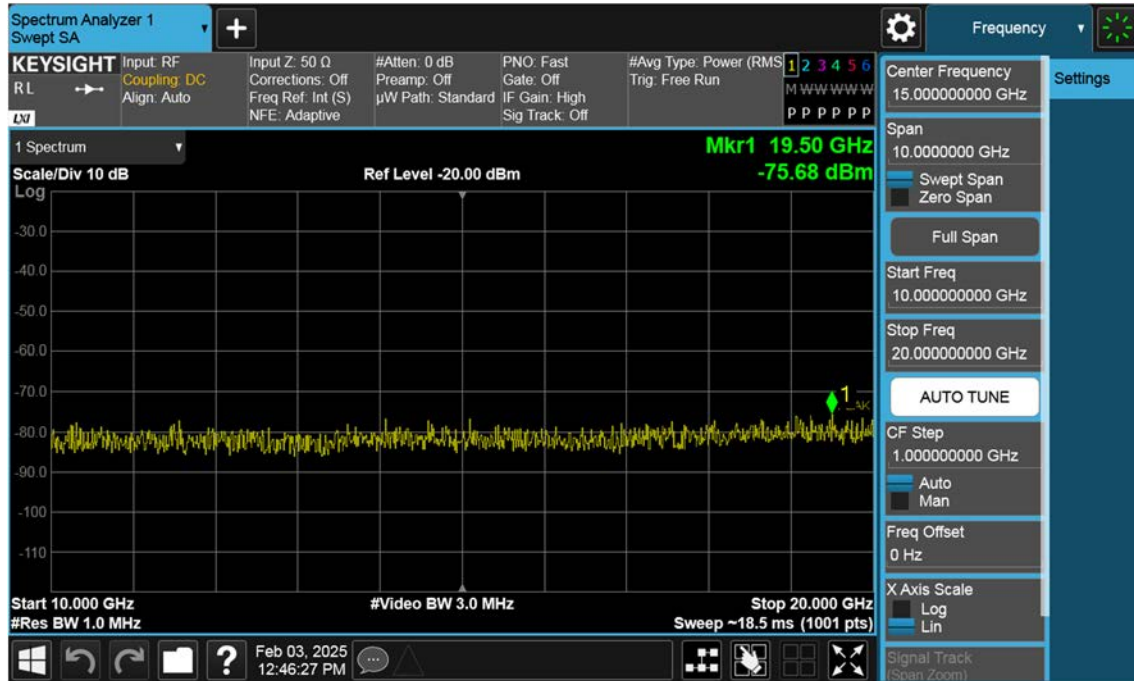 Spectrum Analyzer 1
Swept SA
Frequency
KEYSIGHT
R L
LXI
Input: RF
Coupling: DC
Align: Auto
Input Z: 50 Ω
Corrections: Off
Freq Ref: Int (S)
NFE: Adaptive
#Atten: 0 dB
Preamp: Off
µW Path: Standard
PNO: Fast
Gate: Off
IF Gain: High
Sig Track: Off
#Avg Type: Power (RMS
Trig: Free Run
1 2 3 4 5 6
M W W W W W
P P P P P P
1 Spectrum
Mkr1 19.50 GHz
-75.68 dBm
Scale/Div 10 dB
Ref Level -20.00 dBm
Log
-30.0
-40.0
-50.0
-60.0
-70.0
-80.0
-90.0
-100
-110
1
Start 10.000 GHz
#Video BW 3.0 MHz
Stop 20.000 GHz
#Res BW 1.0 MHz
Sweep ~18.5 ms (1001 pts)
Feb 03, 2025
12:46:27 PM
Center Frequency
15.000000000 GHz
Span
10.0000000 GHz
Swept Span
Zero Span
Full Span
Start Freq
10.000000000 GHz
Stop Freq
20.000000000 GHz
AUTO TUNE
CF Step
1.000000000 GHz
Auto
Man
Freq Offset
0 Hz
X Axis Scale
Log
Lin
Signal Track
(Span Zoom)
Settings